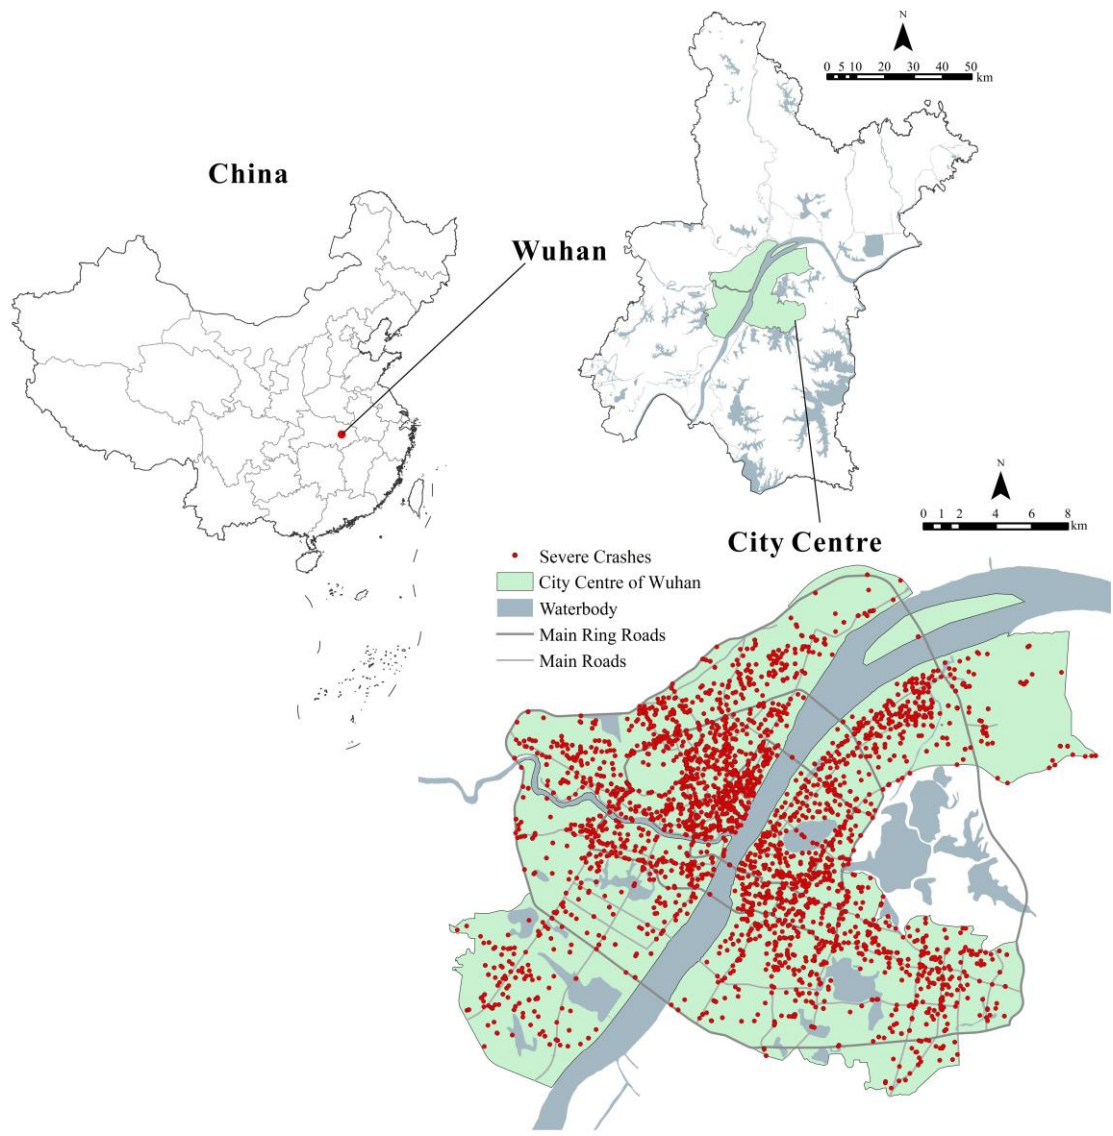 N
0 5 10 20 30 40 50
km
China
Wuhan
N
0 1 2 4 6 8
km
City Centre
Severe Crashes
City Centre of Wuhan
Waterbody
Main Ring Roads
Main Roads